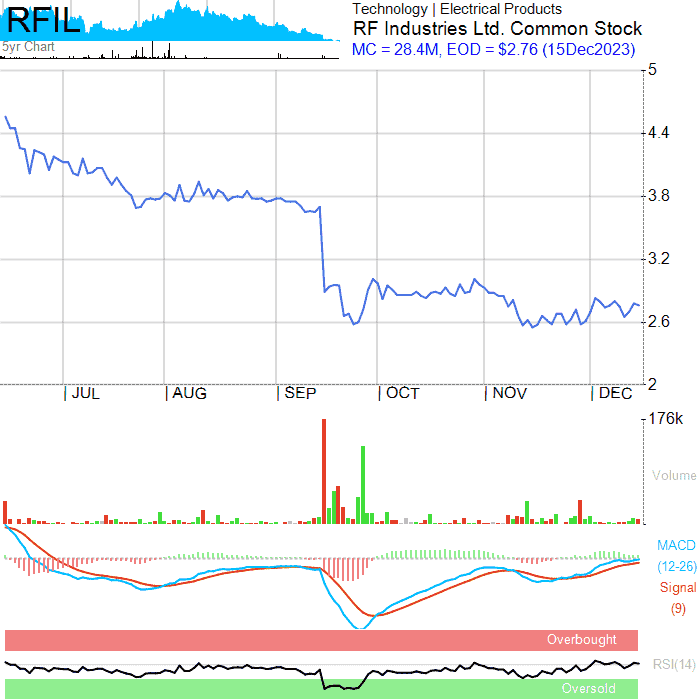 RFIL
5yr Chart
Technology | Electrical Products
RF Industries Ltd. Common Stock
MC = 28.4M, EOD = $2.76 (15Dec2023)
5
4.4
3.8
3.2
2.6
2
| JUL | AUG | SEP | OCT | NOV | DEC
176k
Volume
MACD
(12-26)
Signal
(9)
Overbought
RSI(14)
Oversold